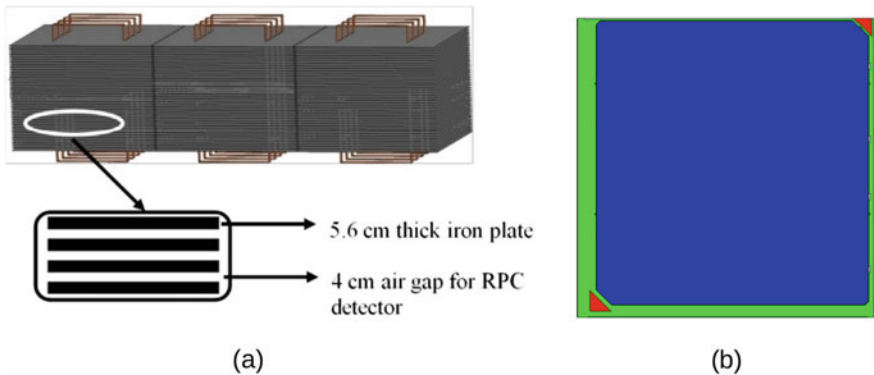 5.6 cm thick iron plate
4 cm air gap for RPC
detector
(a)
(b)